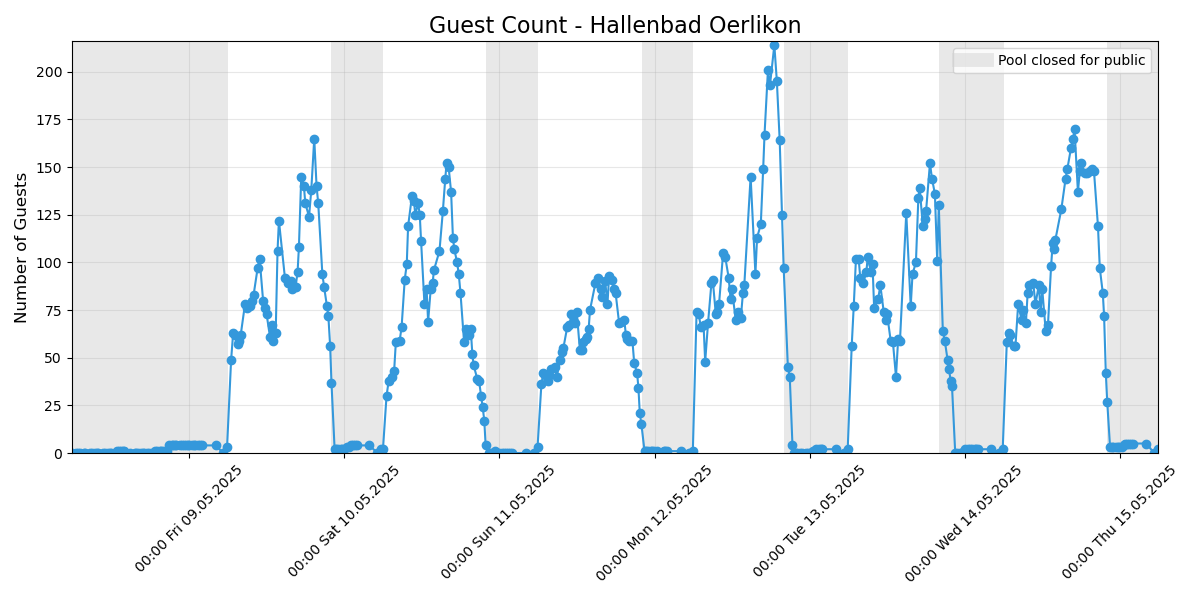 Guest Count - Hallenbad Oerlikon
Pool closed for public
Number of Guests
200
175
150
125
100
75
50
25
0
00:00 Fri 09.05.2025
00:00 Sat 10.05.2025
00:00 Sun 11.05.2025
00:00 Mon 12.05.2025
00:00 Tue 13.05.2025
00:00 Wed 14.05.2025
00:00 Thu 15.05.2025